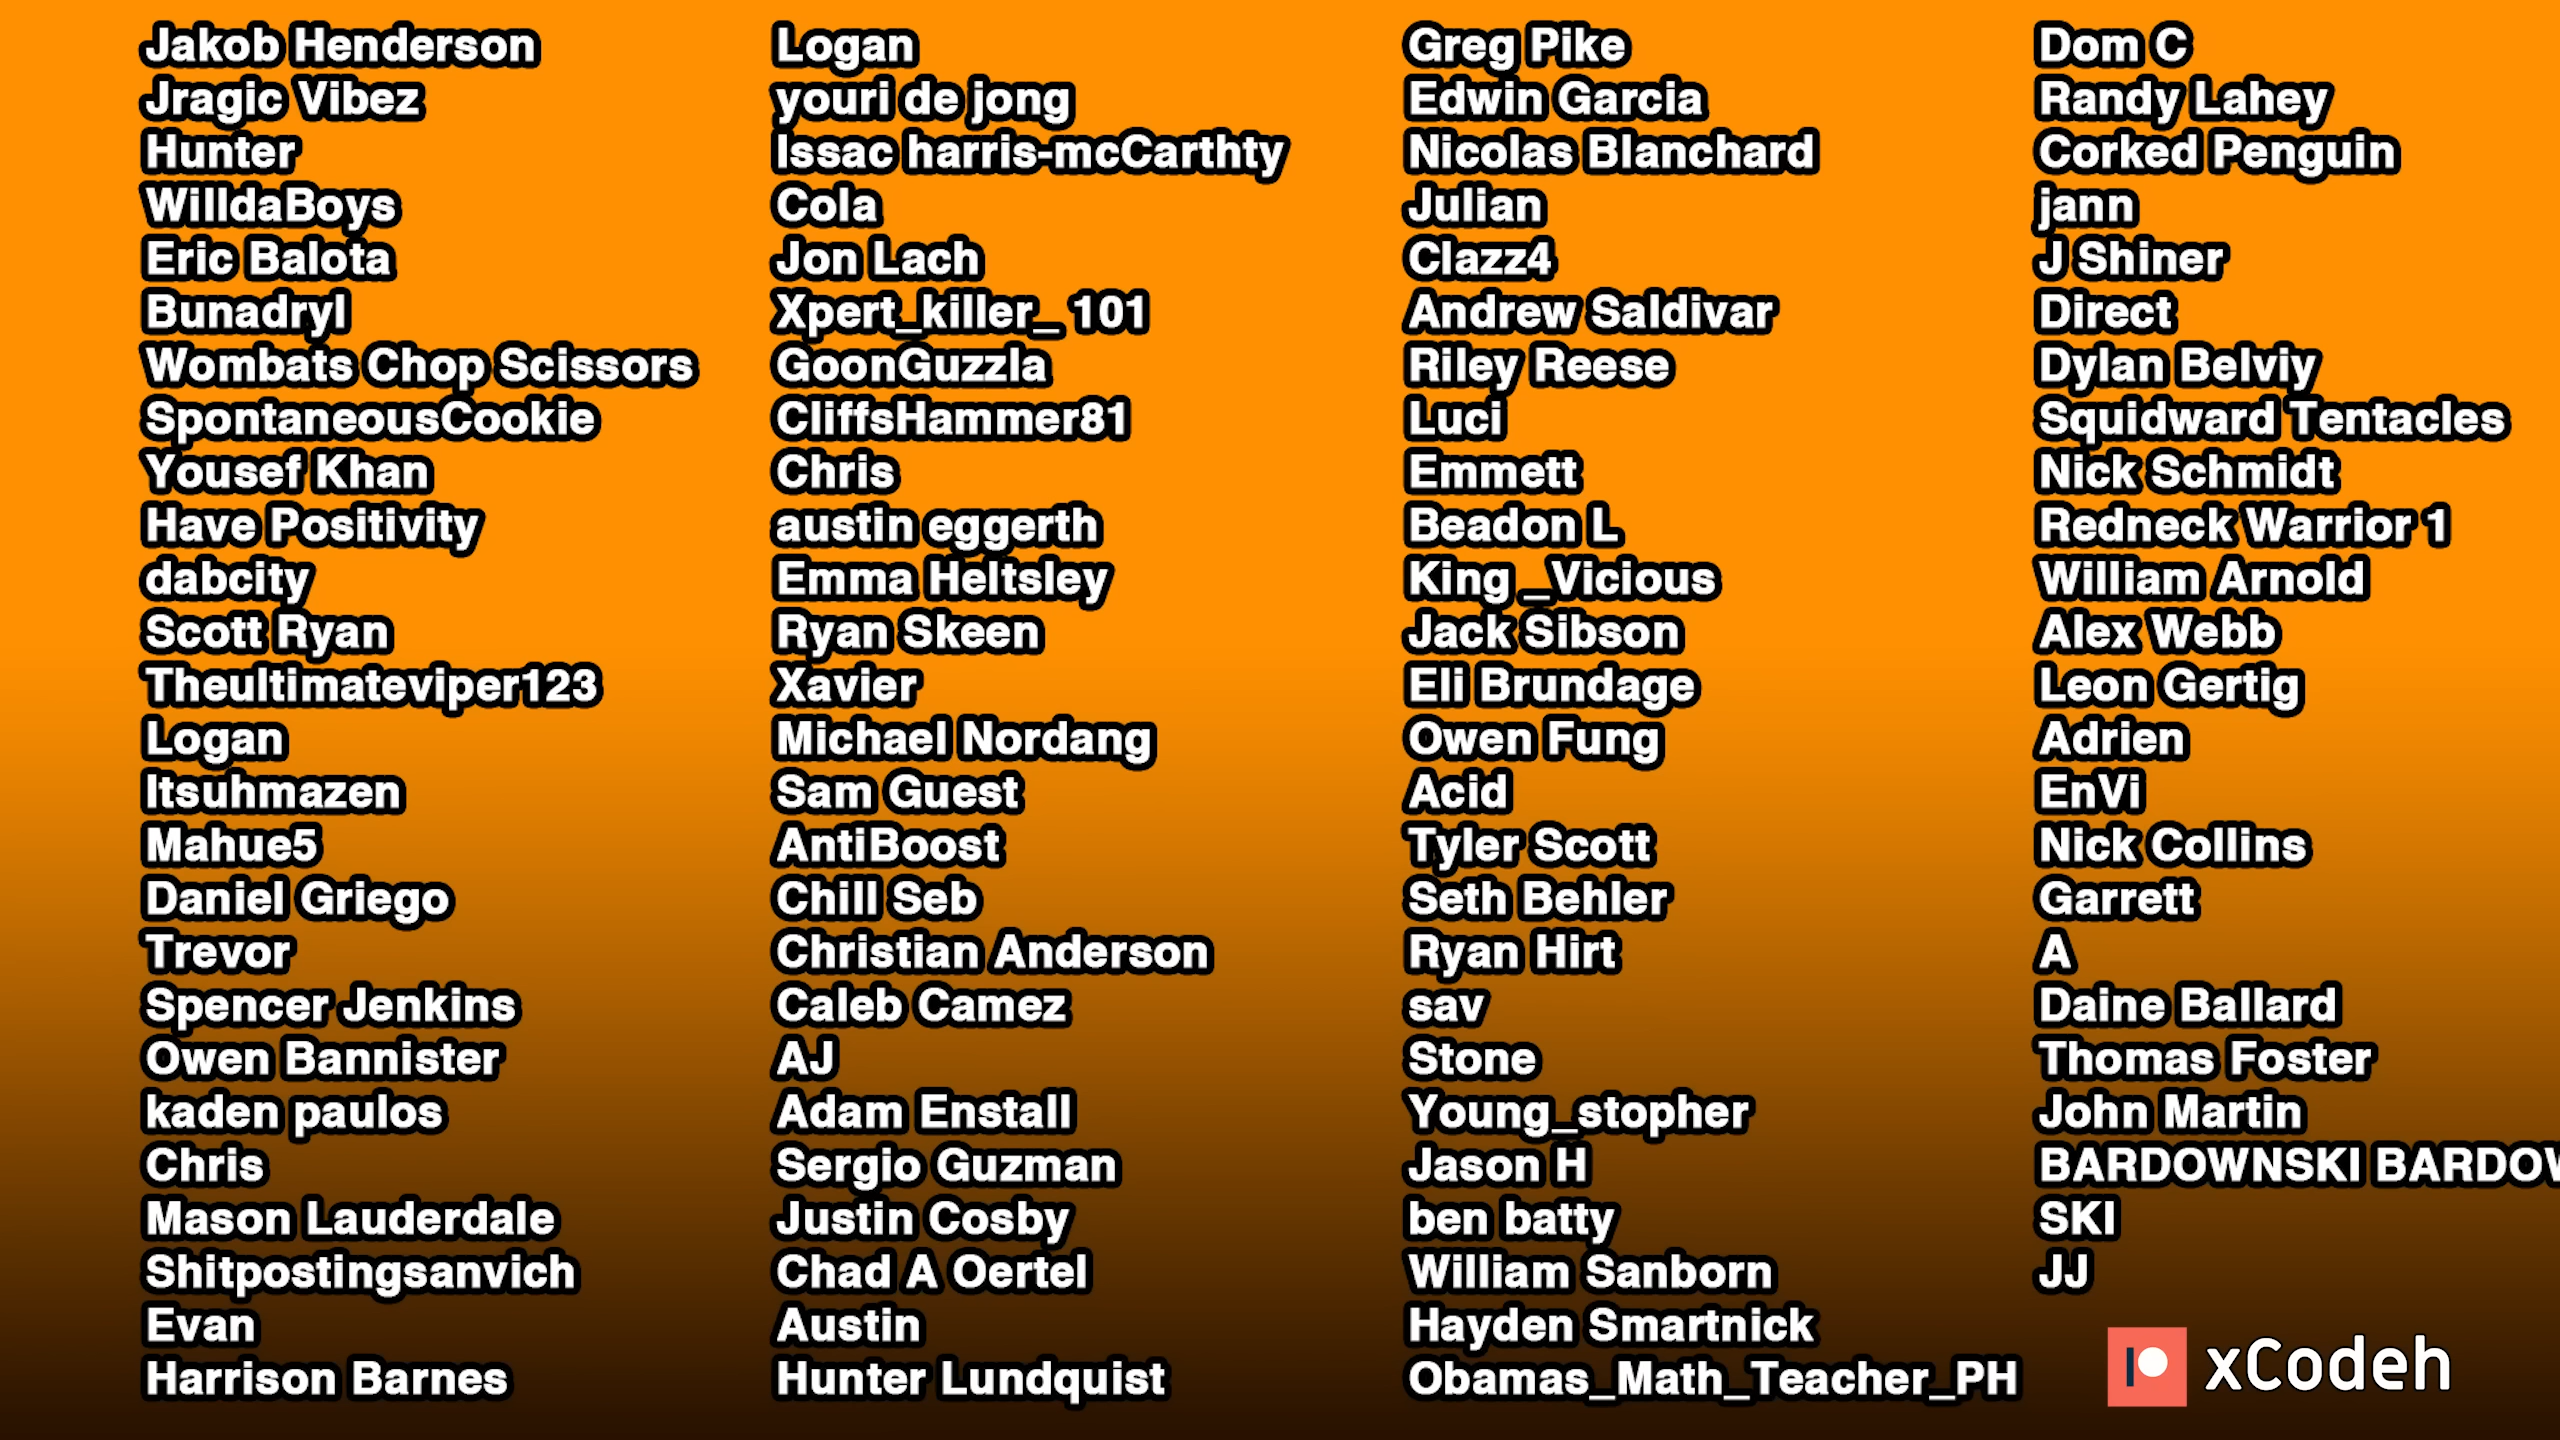 Jakob Henderson
Jragic Vibez
Hunter
WilldaBoys
Eric Balota
Bunadryl
Wombats Chop Scissors
SpontaneousCookie
Yousef Khan
Have Positivity
dabcity
Scott Ryan
Theultimateviper123
Logan
Itsuhmazen
Mahue5
Daniel Griego
Trevor
Spencer Jenkins
Owen Bannister
kaden paulos
Chris
Mason Lauderdale
Shitpostingsanvich
Evan
Harrison Barnes
Logan
youri de jong
Issac harris-mcCarthty
Cola
Jon Lach
Xpert_killer_ 101
GoonGuzzla
CliffsHammer81
Chris
austin eggerth
Emma Heltsley
Ryan Skeen
Xavier
Michael Nordang
Sam Guest
AntiBoost
Chill Seb
Christian Anderson
Caleb Camez
AJ
Adam Enstall
Sergio Guzman
Justin Cosby
Chad A Oertel
Austin
Hunter Lundquist
Greg Pike
Edwin Garcia
Nicolas Blanchard
Julian
Clazz4
Andrew Saldivar
Riley Reese
Luci
Emmett
Beadon L
King _Vicious
Jack Sibson
Eli Brundage
Owen Fung
Acid
Tyler Scott
Seth Behler
Ryan Hirt
sav
Stone
Young_stopher
Jason H
ben batty
William Sanborn
Hayden Smartnick
Obamas_Math_Teacher_PH
Dom C
Randy Lahey
Corked Penguin
jann
J Shiner
Direct
Dylan Belviy
Squidward Tentacles
Nick Schmidt
Redneck Warrior 1
William Arnold
Alex Webb
Leon Gertig
Adrien
EnVi
Nick Collins
Garrett
A
Daine Ballard
Thomas Foster
John Martin
BARDOWNSKI BARDOW
SKI
JJ
xCodeh